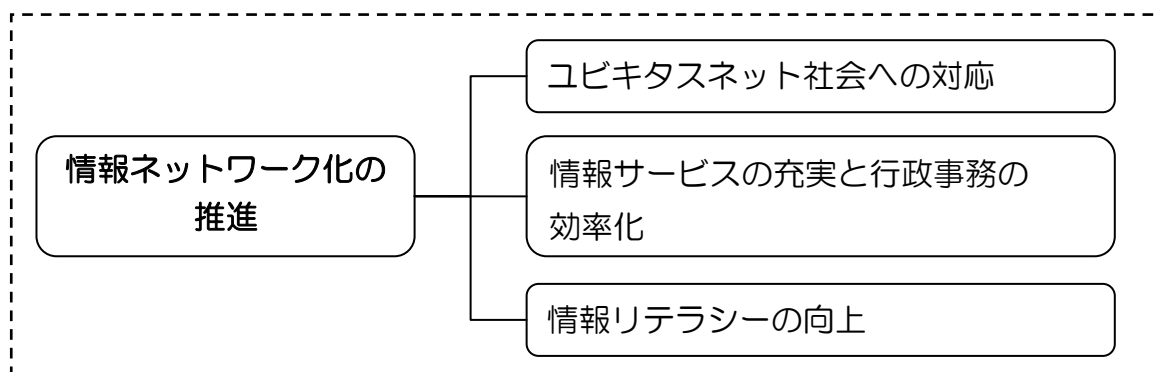 ユビキタスネット社会への対応
情報ネットワーク化の
推進
情報サービスの充実と行政事務の
効率化
情報リテラシーの向上